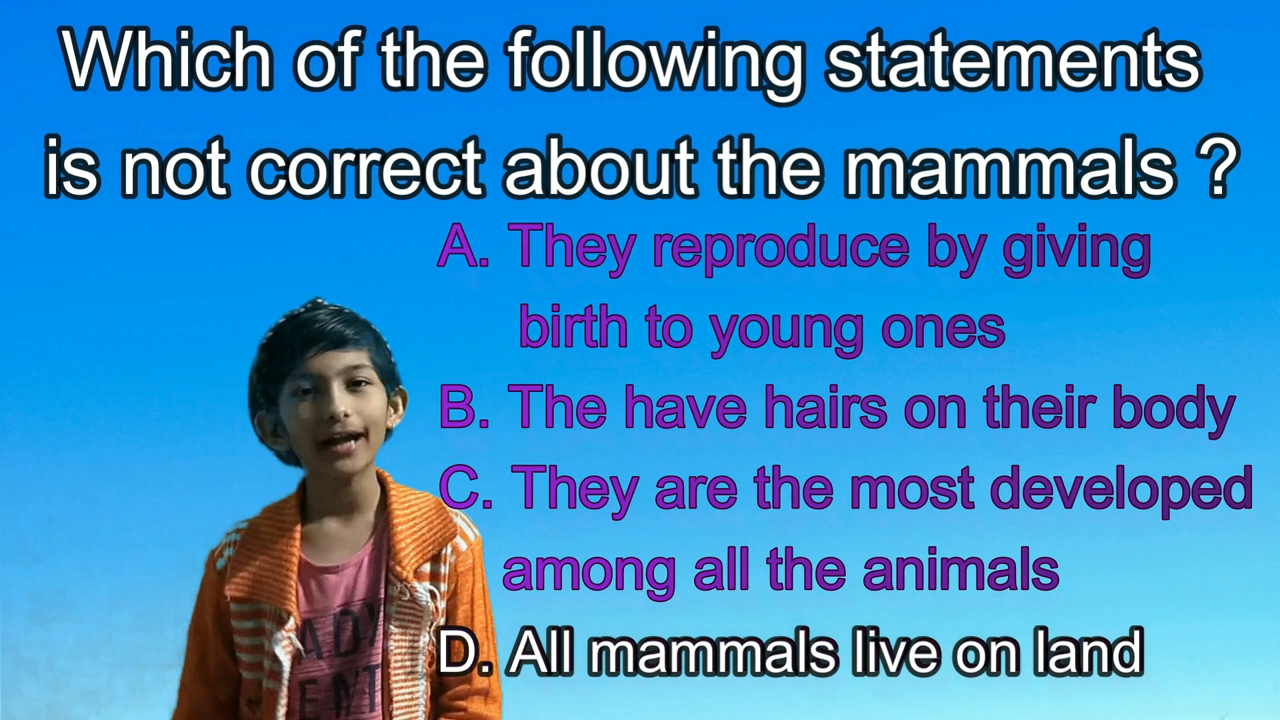 Which of the following statements
is not correct about the mammals ?
A. They reproduce by giving
birth to young ones
B. The have hairs on their body
C. They are the most developed
among all the animals
D. All mammals live on land